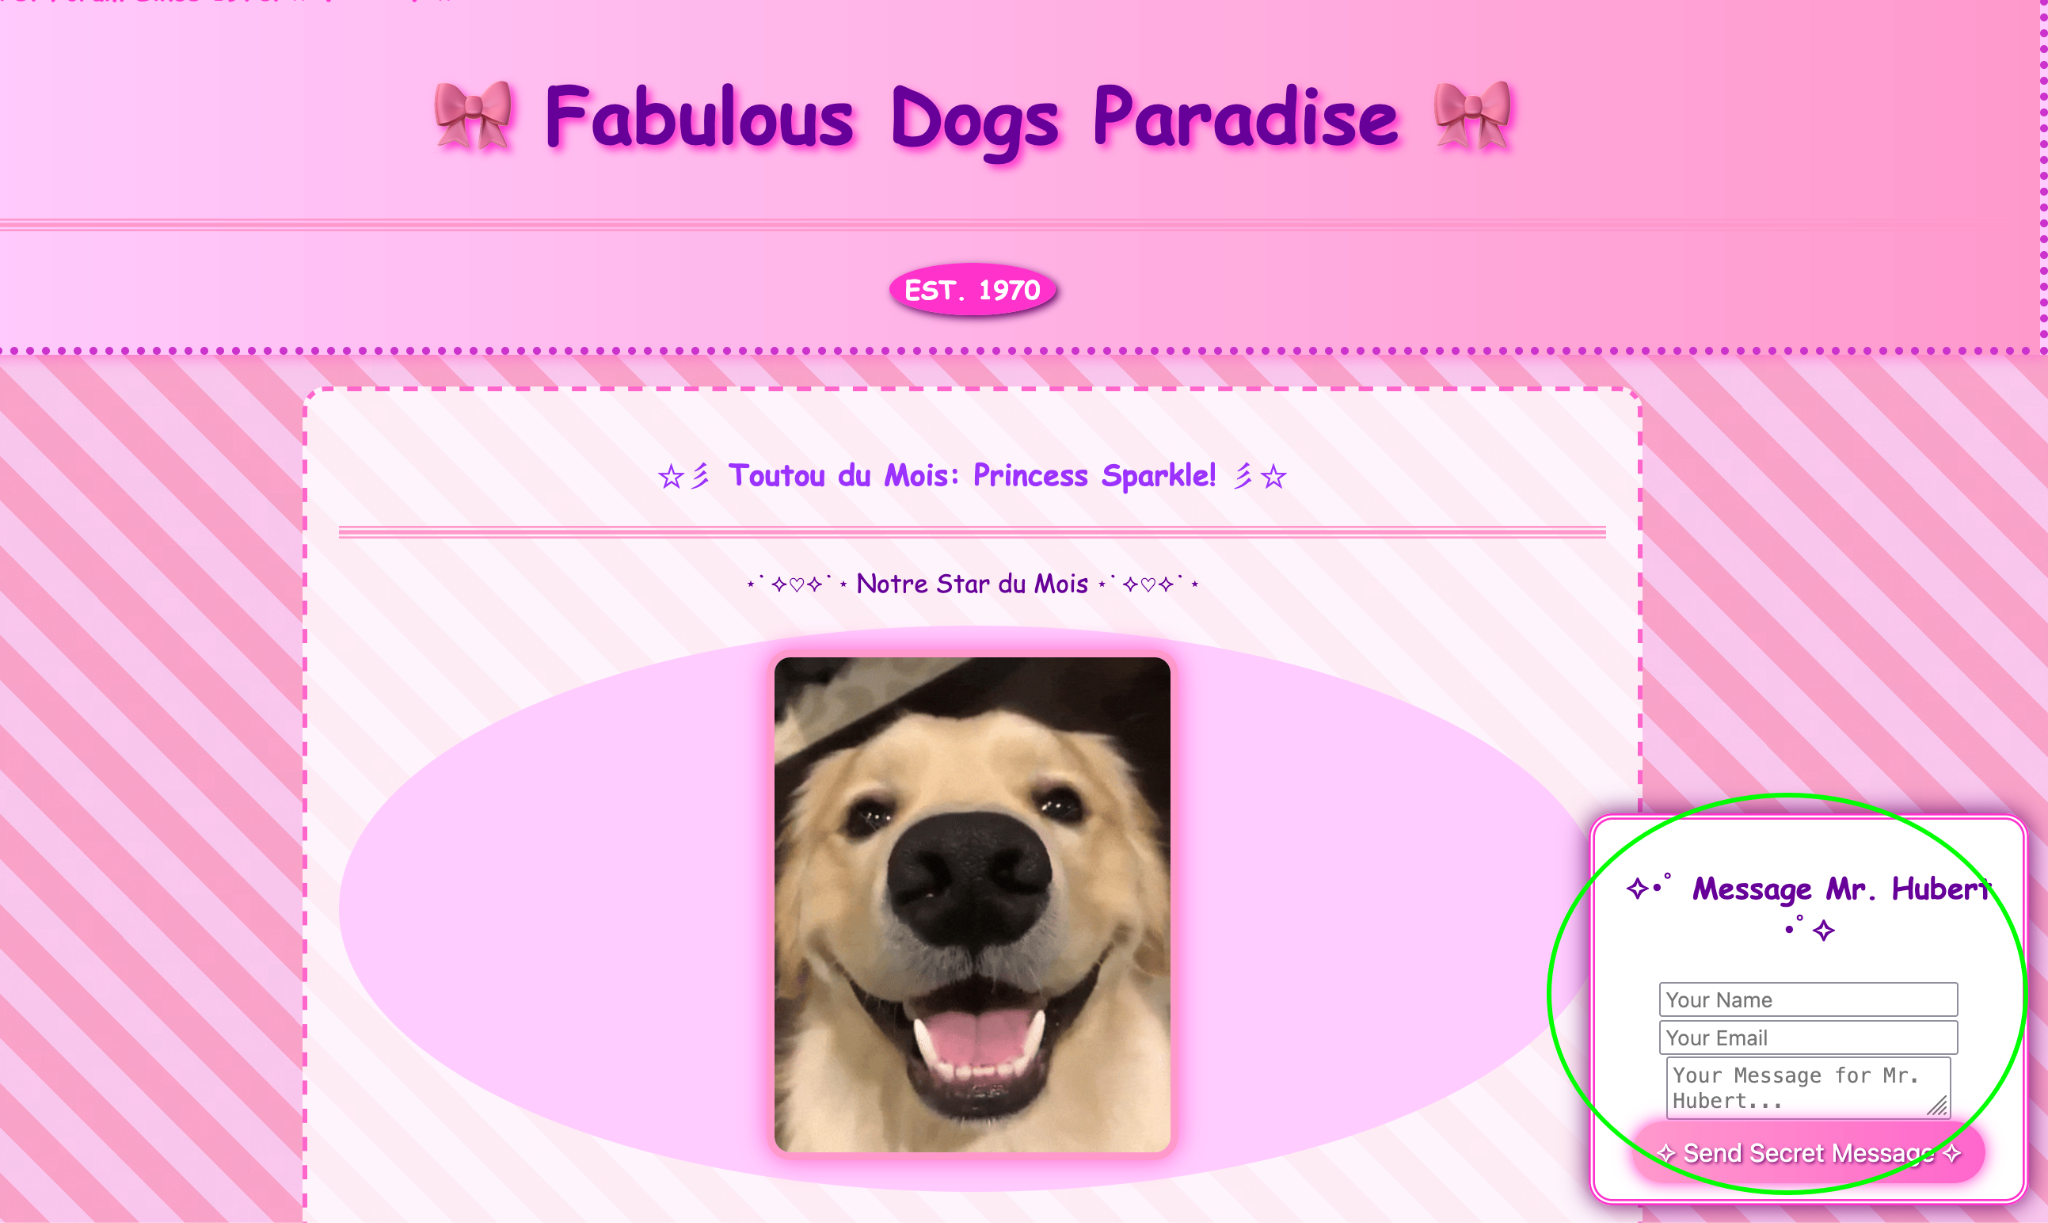 🎀 Fabulous Dogs Paradise 🎀
EST. 1970
☆彡 Toutou du Mois: Princess Sparkle! 彡☆
⋆˙✧♡✧˙⋆ Notre Star du Mois ⋆˙✧♡✧˙⋆
✧•˚ Message Mr. Hubert
•˚✧
Your Name
Your Email
Your Message for Mr.
Hubert...
✧ Send Secret Message ✧